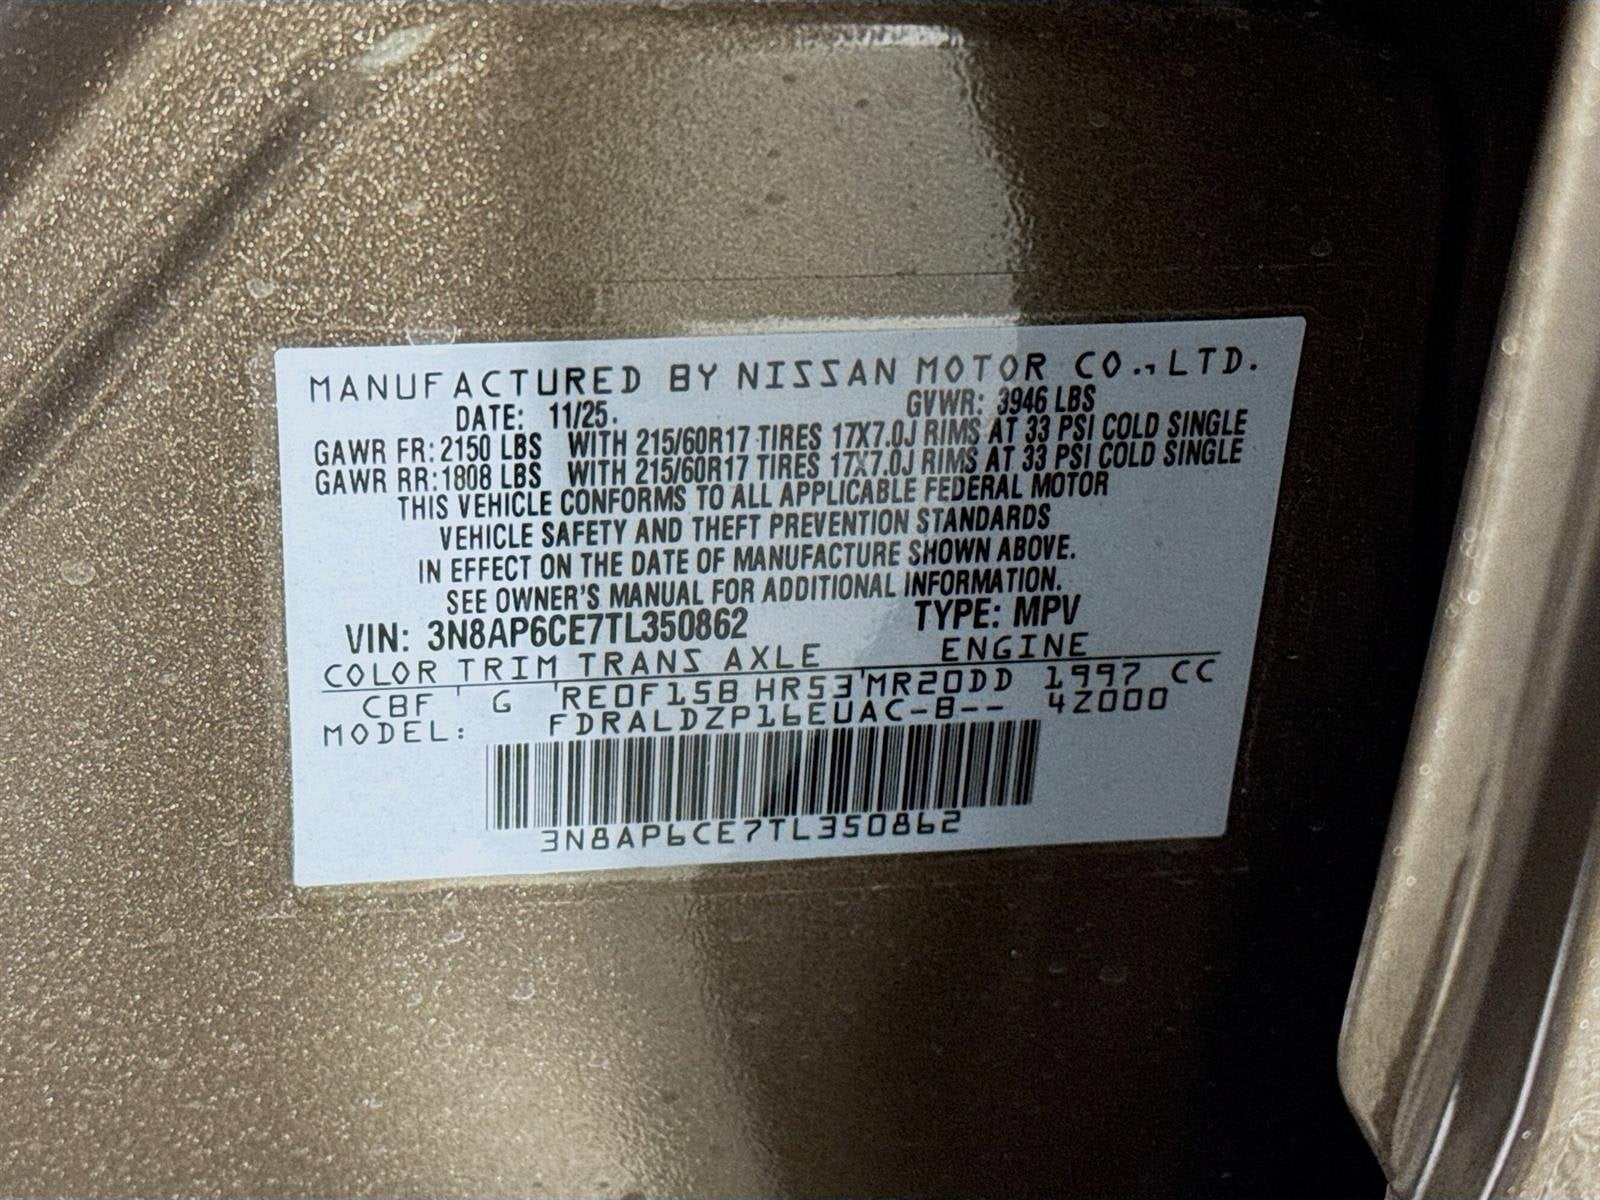 MANUFACTURED BY NISSAN MOTOR CO., LTD.
DATE: 11/25. GVWR: 3946 LBS
GAWR FR: 2150 LBS WITH 215/60R17 TIRES 17X7.0J RIMS AT 33 PSI COLD SINGLE
GAWR RR: 1808 LBS WITH 215/60R17 TIRES 17X7.0J RIMS AT 33 PSI COLD SINGLE
THIS VEHICLE CONFORMS TO ALL APPLICABLE FEDERAL MOTOR
VEHICLE SAFETY AND THEFT PREVENTION STANDARDS
IN EFFECT ON THE DATE OF MANUFACTURE SHOWN ABOVE.
SEE OWNER'S MANUAL FOR ADDITIONAL INFORMATION.
VIN: 3N8AP6CE7TL350862 TYPE: MPV
COLOR TRIM TRANS AXLE ENGINE
CBF G RE0F15B HR53 MR20DD 1997 CC
MODEL: FDRALDZP16EUAC-B-- 4Z000
3N8AP6CE7TL350862